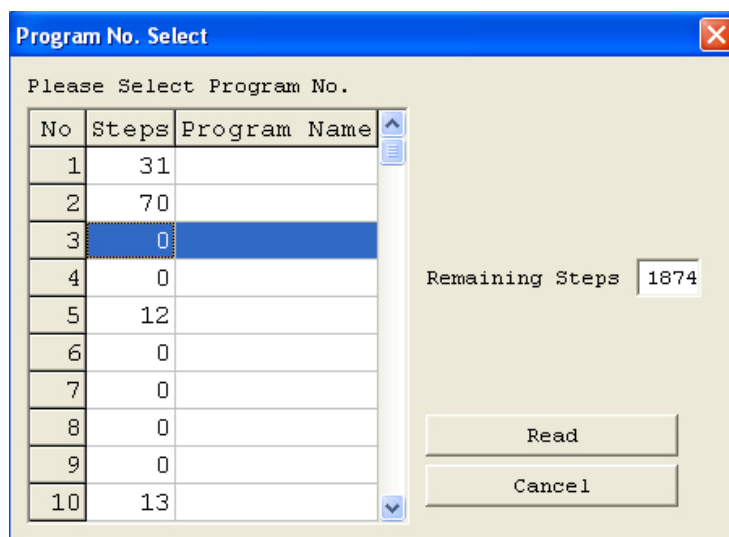 Program No. Select
Please Select Program No.
No Steps Program Name
1 31
2 70
3 0
4 0
Remaining Steps 1874
5 12
6 0
7 0
8 0
Read
9 0
Cancel
10 13